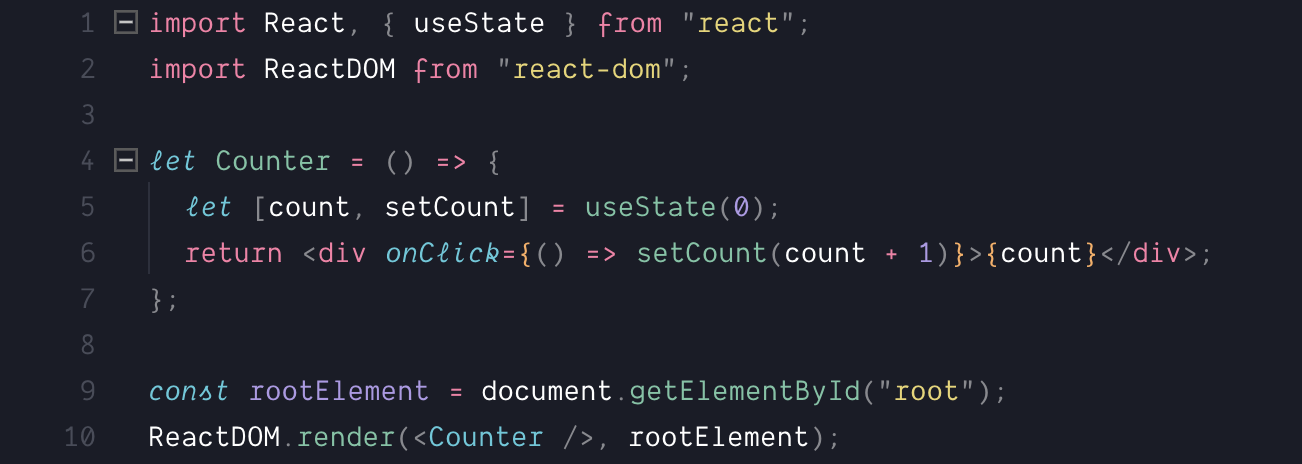 1 import React, { useState } from "react";
2 import ReactDOM from "react-dom";
3
4 let Counter = () => {
5   let [count, setCount] = useState(0);
6   return <div onClick={() => setCount(count + 1)}>{count}</div>;
7 };
8
9 const rootElement = document.getElementById("root");
10 ReactDOM.render(<Counter />, rootElement);